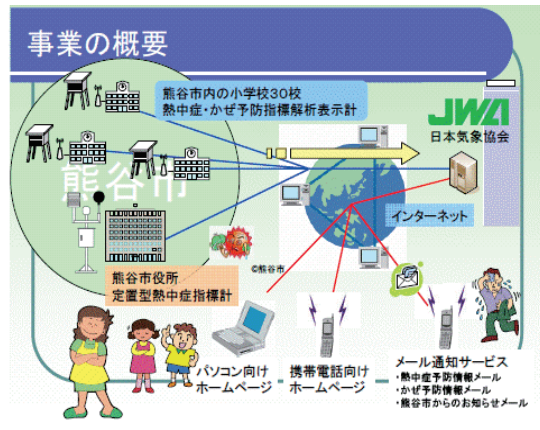 事業の概要
熊谷市内の小学校30校
熱中症・かぜ予防指標解析表示計
JWA
日本気象協会
熊谷市
インターネット
©熊谷市
熊谷市役所
定置型熱中症指標計
パソコン向け
ホームページ
携帯電話向け
ホームページ
メール通知サービス
・熱中症予防情報メール
・かぜ予防情報メール
・熊谷市からのお知らせメール